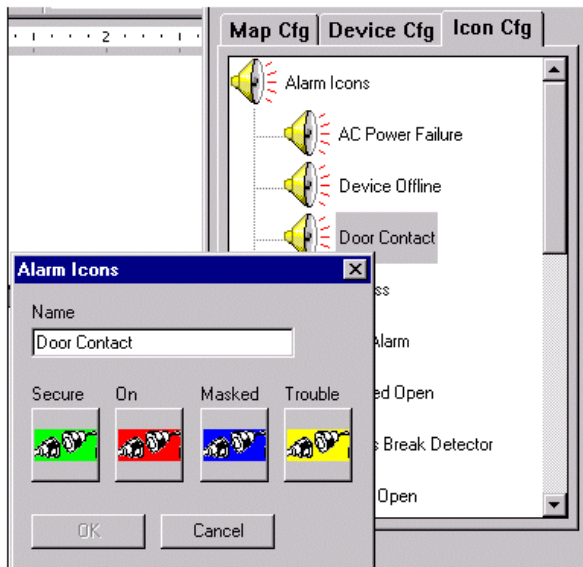 2
Map Cfg
Device Cfg
Icon Cfg
Alarm Icons
AC Power Failure
Device Offline
Door Contact
ss
Alarm
ed Open
s Break Detector
Open
Alarm Icons
Name
Door Contact
Secure
On
Masked
Trouble
OK
Cancel